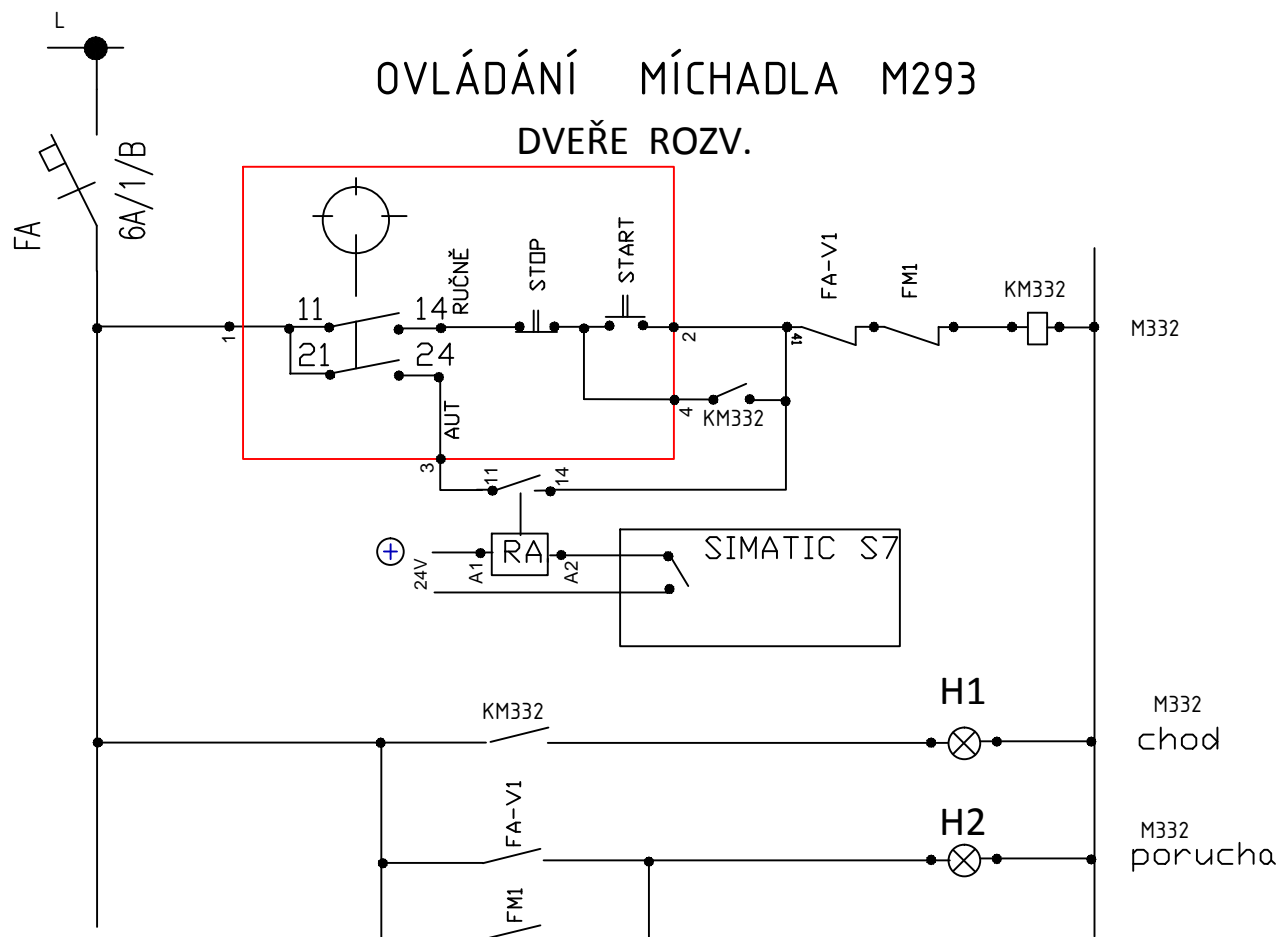 L
OVLÁDÁNÍ MÍCHADLA M293
DVEŘE ROZV.
FA
6A/1/B
11
14
RUČNĚ
STOP
START
21
24
AUT
1
2
3
4
41
FA-V1
FM1
KM332
M332
KM332
11
14
24V
A1
RA
A2
SIMATIC S7
KM332
H1
M332
chod
FA-V1
H2
M332
porucha
FM1